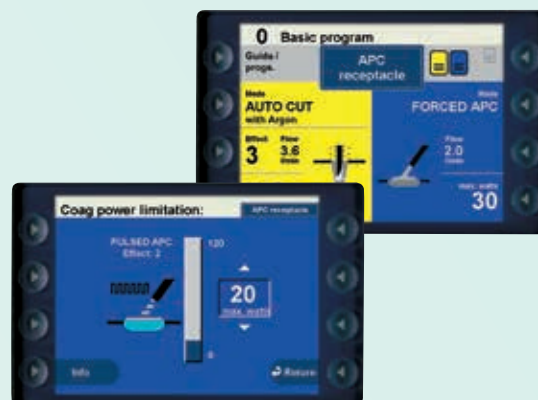 0 Basic program
Guide /
progs.
APC
receptacle
Mode
AUTO CUT
with Argon
Effect
3
Flow
3.6
l/min
Mode
FORCED APC
Flow
2.0
l/min
max. watts
30
Coag power limitation:
APC receptacle
PULSED APC
Effect: 2
120
20
max. watts
0
Info
Return